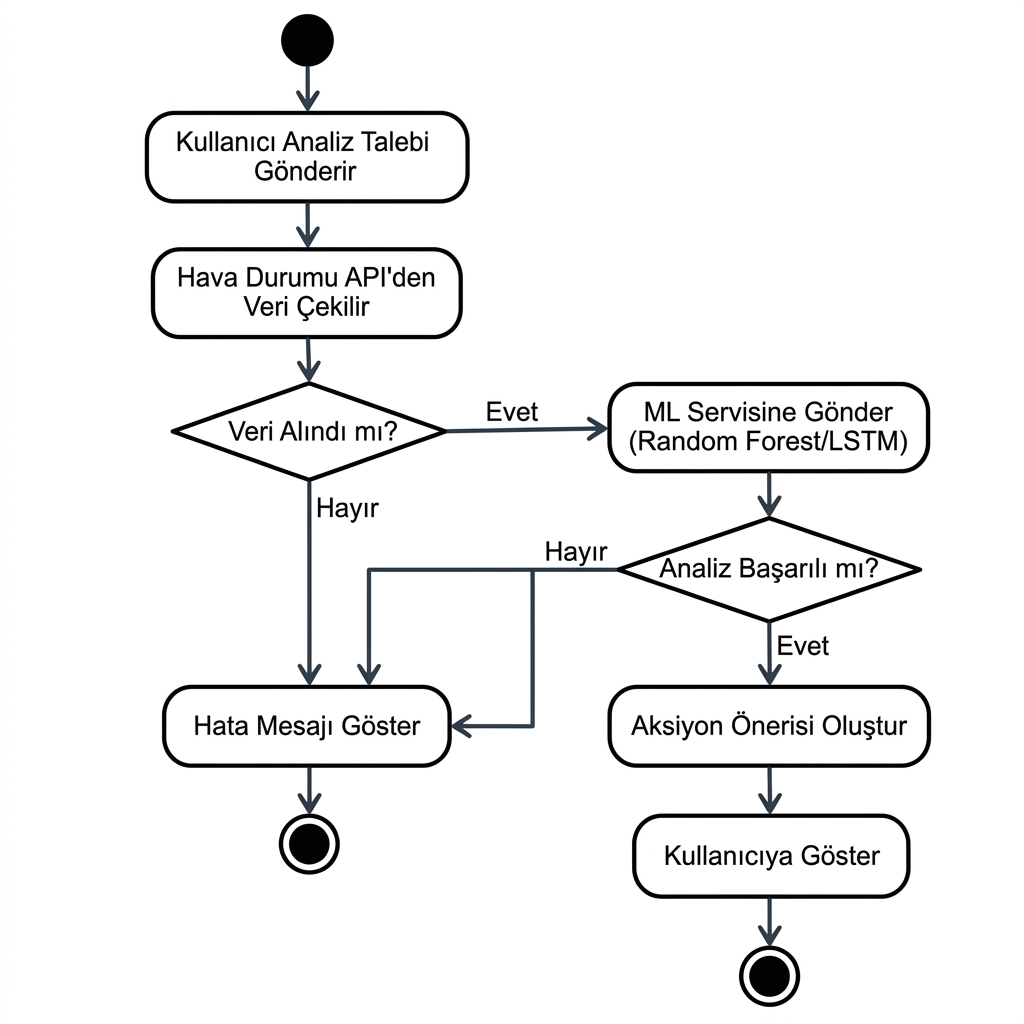 Kullanıcı Analiz Talebi
Gönderir
Hava Durumu API'den
Veri Çekilir
Veri Alındı mı?
Evet
ML Servisine Gönder
(Random Forest/LSTM)
Hayır
Hayır
Analiz Başarılı mı?
Evet
Hata Mesajı Göster
Aksiyon Önerisi Oluştur
Kullanıcıya Göster